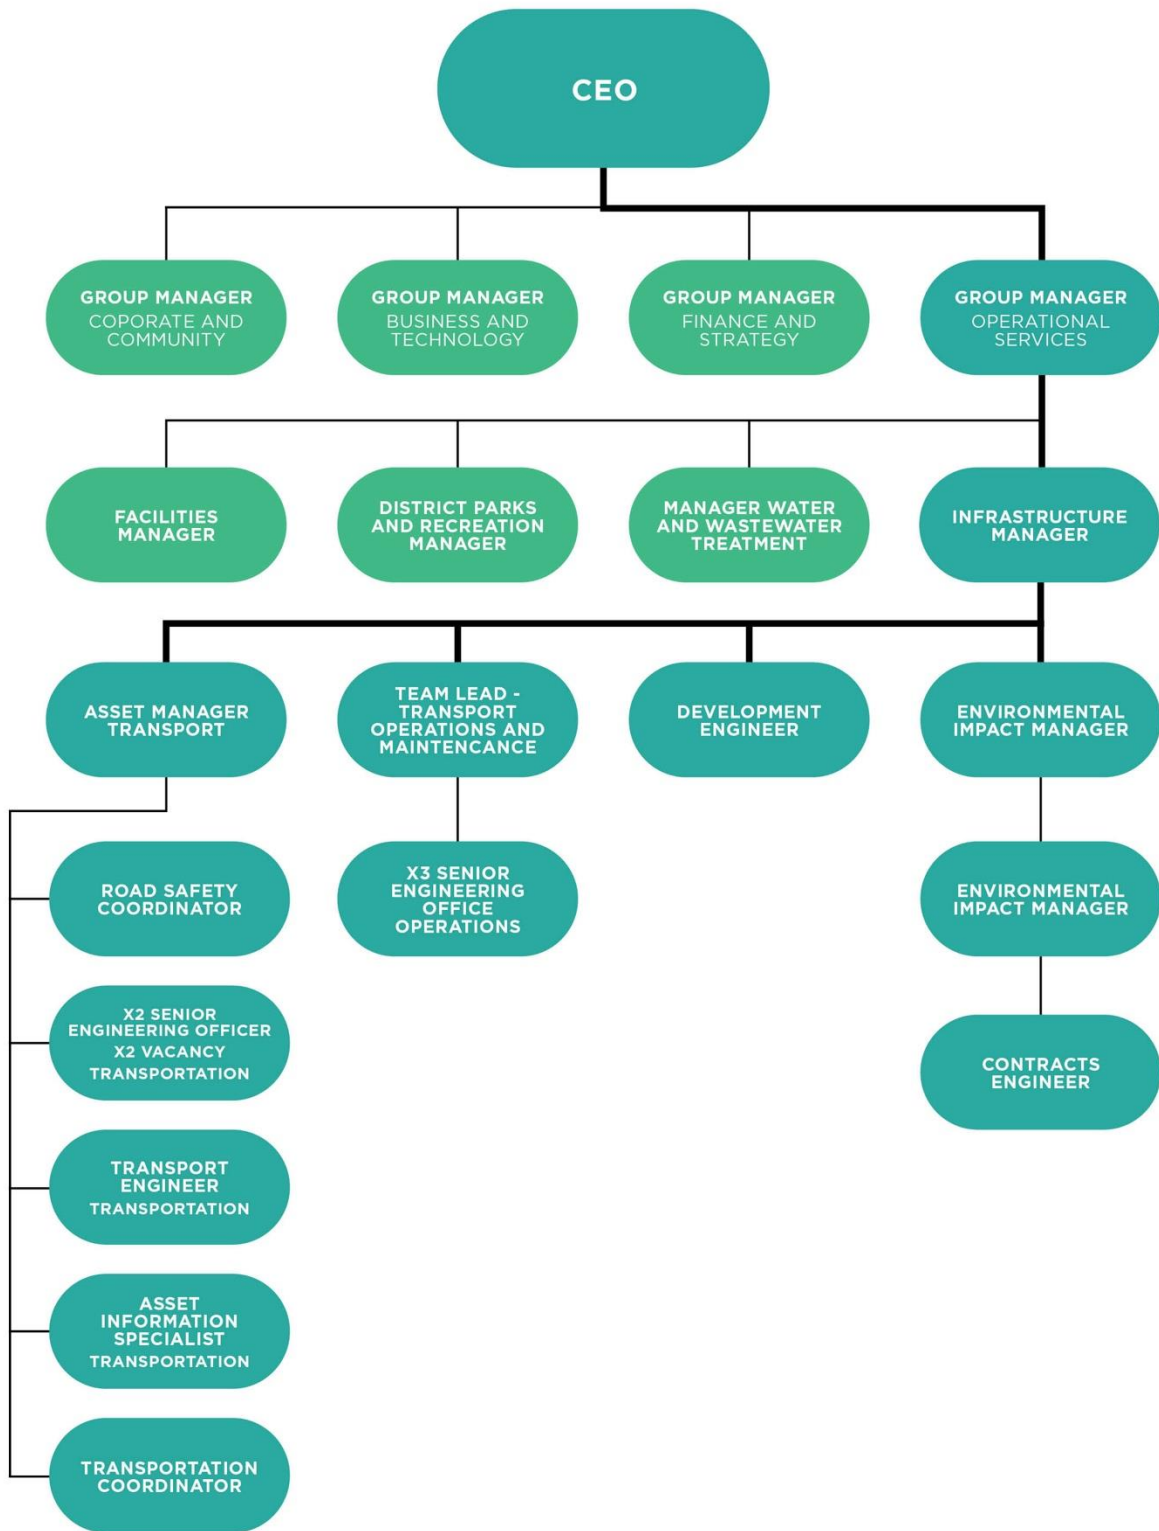 CEO
GROUP MANAGER
COPORATE AND
COMMUNITY
GROUP MANAGER
BUSINESS AND
TECHNOLOGY
GROUP MANAGER
FINANCE AND
STRATEGY
GROUP MANAGER
OPERATIONAL
SERVICES
FACILITIES
MANAGER
DISTRICT PARKS
AND RECREATION
MANAGER
MANAGER WATER
AND WASTEWATER
TREATMENT
INFRASTRUCTURE
MANAGER
ASSET MANAGER
TRANSPORT
TEAM LEAD -
TRANSPORT
OPERATIONS AND
MAINTENCANCE
DEVELOPMENT
ENGINEER
ENVIRONMENTAL
IMPACT MANAGER
ROAD SAFETY
COORDINATOR
X3 SENIOR
ENGINEERING
OFFICE
OPERATIONS
ENVIRONMENTAL
IMPACT MANAGER
X2 SENIOR
ENGINEERING OFFICER
X2 VACANCY
TRANSPORTATION
CONTRACTS
ENGINEER
TRANSPORT
ENGINEER
TRANSPORTATION
ASSET
INFORMATION
SPECIALIST
TRANSPORTATION
TRANSPORTATION
COORDINATOR